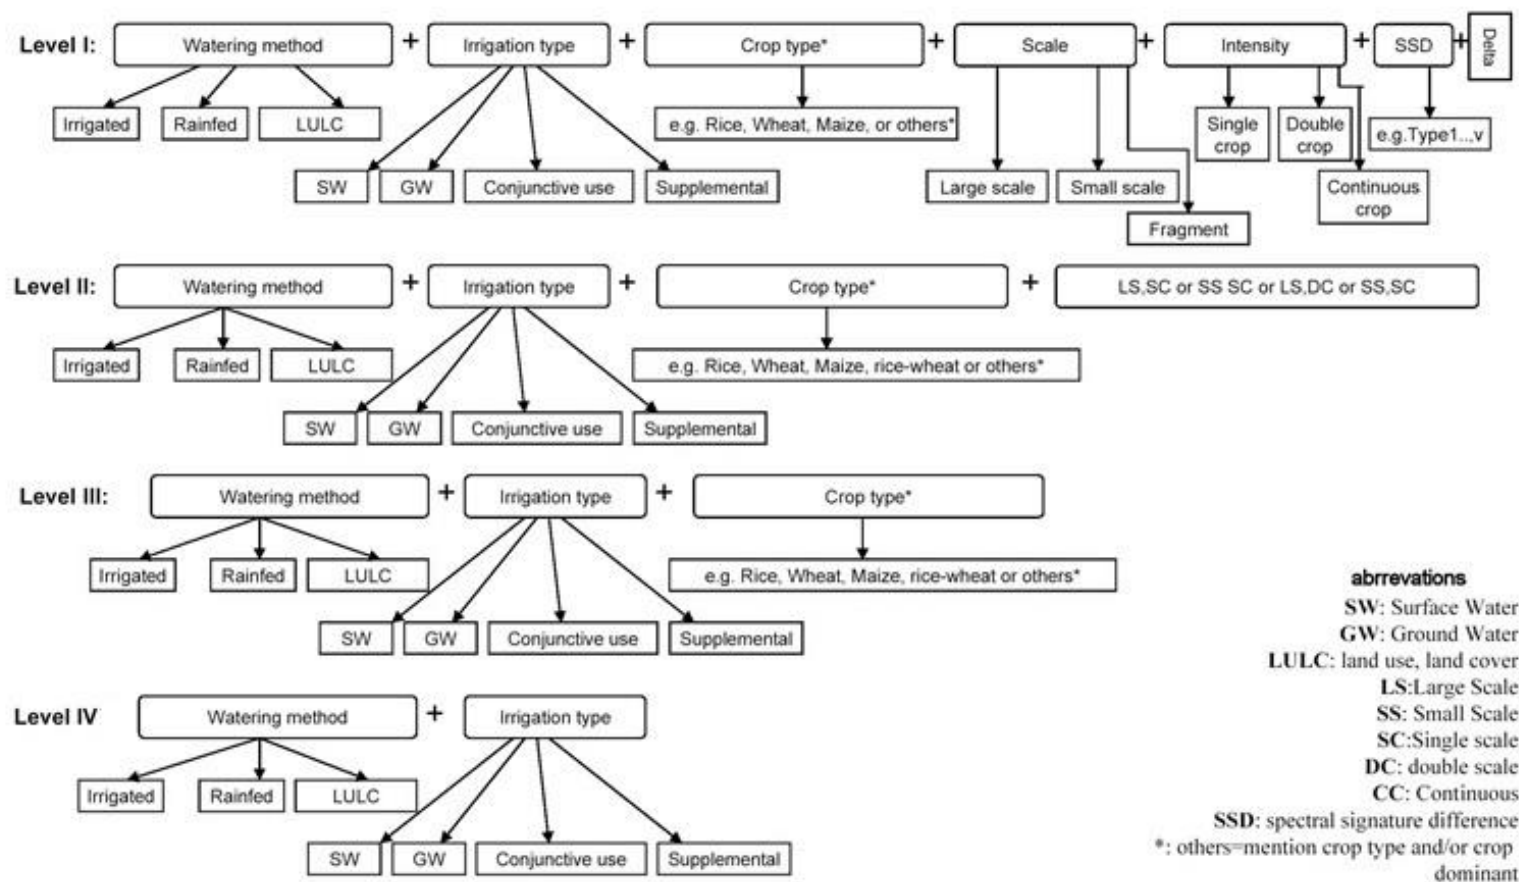 Level I: Watering method + Irrigation type + Crop type* + Scale + Intensity + SSD + Delta
Irrigated Rainfed LULC e.g. Rice, Wheat, Maize, or others* Single crop Double crop e.g.Type1..,v
SW GW Conjunctive use Supplemental Large scale Small scale Continuous crop
Fragment
Level II: Watering method + Irrigation type + Crop type* + LS,SC or SS SC or LS,DC or SS,SC
Irrigated Rainfed LULC e.g. Rice, Wheat, Maize, rice-wheat or others*
SW GW Conjunctive use Supplemental
Level III: Watering method + Irrigation type + Crop type*
Irrigated Rainfed LULC e.g. Rice, Wheat, Maize, rice-wheat or others*
SW GW Conjunctive use Supplemental
Level IV Watering method + Irrigation type
Irrigated Rainfed LULC
SW GW Conjunctive use Supplemental
abrrevations
SW: Surface Water
GW: Ground Water
LULC: land use, land cover
LS:Large Scale
SS: Small Scale
SC:Single scale
DC: double scale
CC: Continuous
SSD: spectral signature difference
*: others=mention crop type and/or crop
dominant